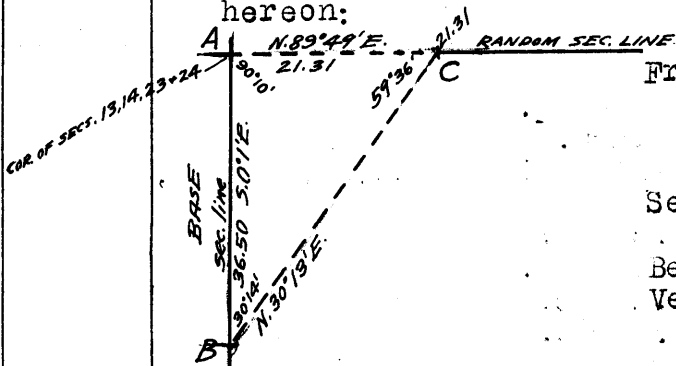 hereon:
A
N.89°49'E.
21.31
21.31
RANDOM SEC. LINE
90°10'
59°36'
C
Fr
COR. OF SECS. 13,14,23+24
BASE
sec. line
36.50 S.0°1'E.
Se
Be
Ve
30°14'
N.30°13'E.
B